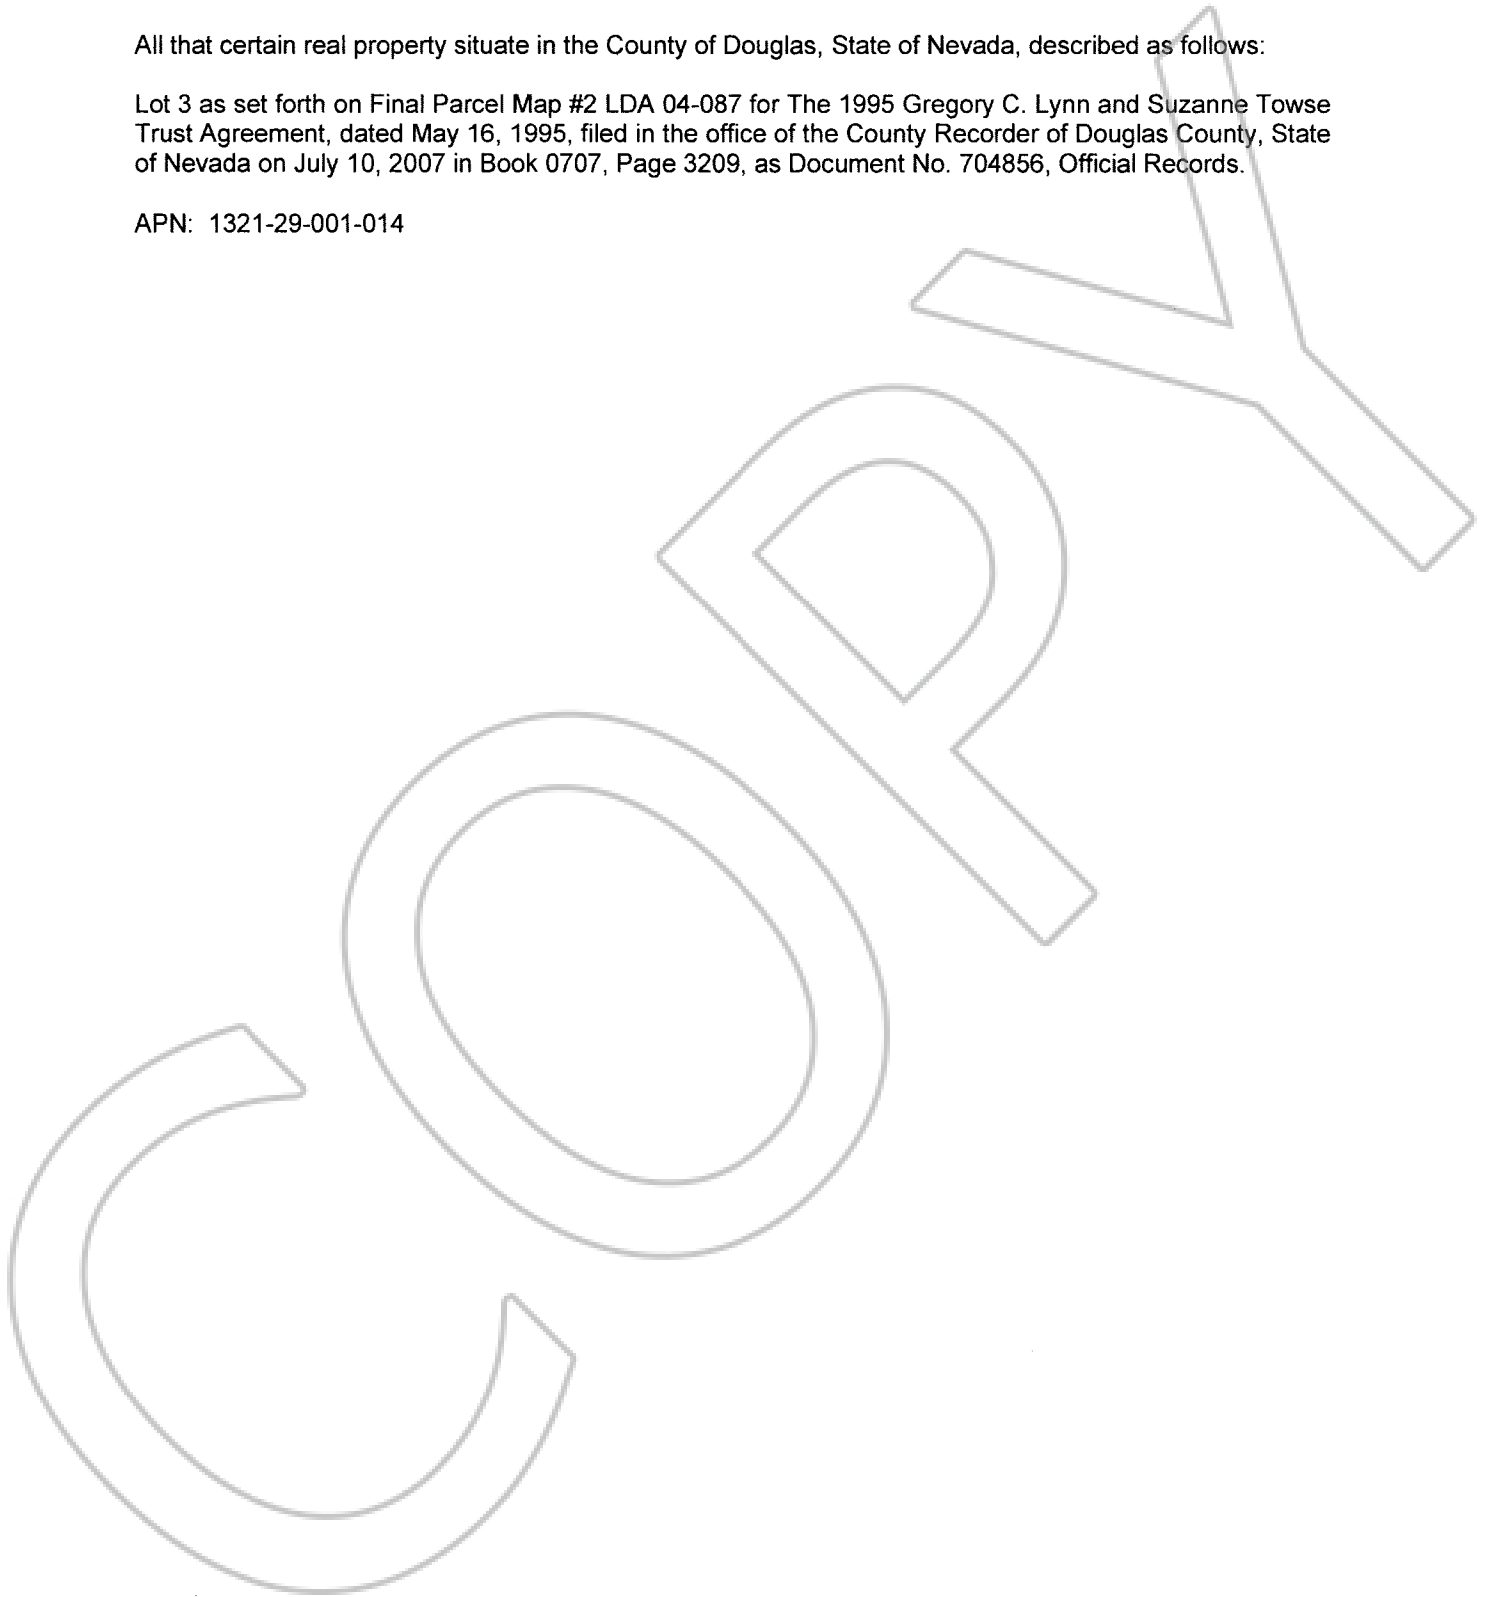 All that certain real property situate in the County of Douglas, State of Nevada, described as follows:
Lot 3 as set forth on Final Parcel Map #2 LDA 04-087 for The 1995 Gregory C. Lynn and Suzanne Towse
Trust Agreement, dated May 16, 1995, filed in the office of the County Recorder of Douglas County, State
of Nevada on July 10, 2007 in Book 0707, Page 3209, as Document No. 704856, Official Records.
APN: 1321-29-001-014
COPY